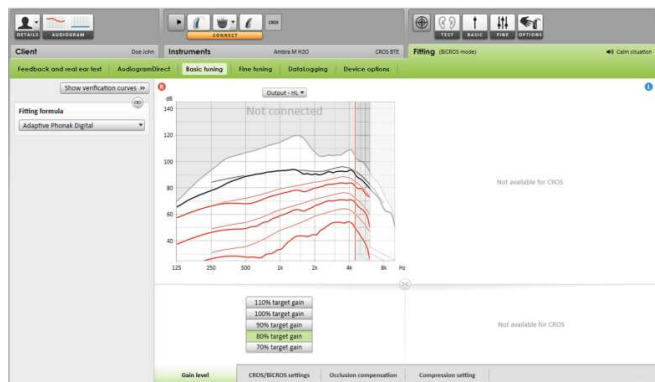 DETAILS AUDIOGRAM CONNECT CROS TEST BASIC FINE OPTIONS
Client Doe John Instruments Ambra M H2O CROS BTE Fitting (BiCROS mode) Calm situation
Feedback and real ear test AudiogramDirect Basic tuning Fine tuning DataLogging Device options
Show verification curves »
Fitting formula
Adaptive Phonak Digital
R L
Output - HL
dB
Not connected
140
120
100
80
60
40
125 250 500 1k 2k 4k 8k Hz
Not available for CROS
110% target gain
100% target gain
90% target gain
80% target gain
70% target gain
Not available for CROS
Gain level CROS/BiCROS settings Occlusion compensation Compression setting